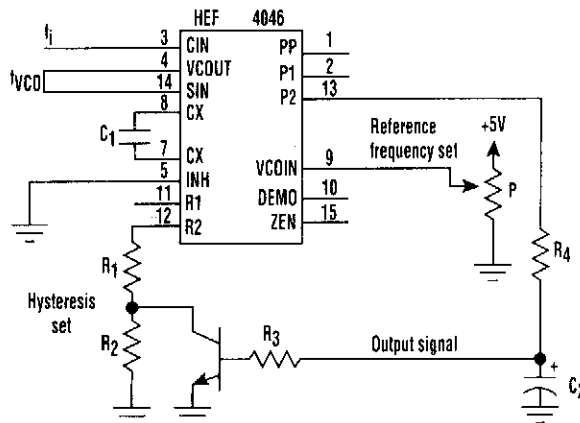 HEF 4046
fi
3 CIN
4 VCOUT
fVCO
14 SIN
8 CX
C1
7 CX
5 INH
11 R1
12 R2
PP 1
P1 2
P2 13
VCOIN 9
DEMO 10
ZEN 15
Reference
frequency set
+5V
P
R4
R1
Hysteresis
set
R2
R3
Output signal
+